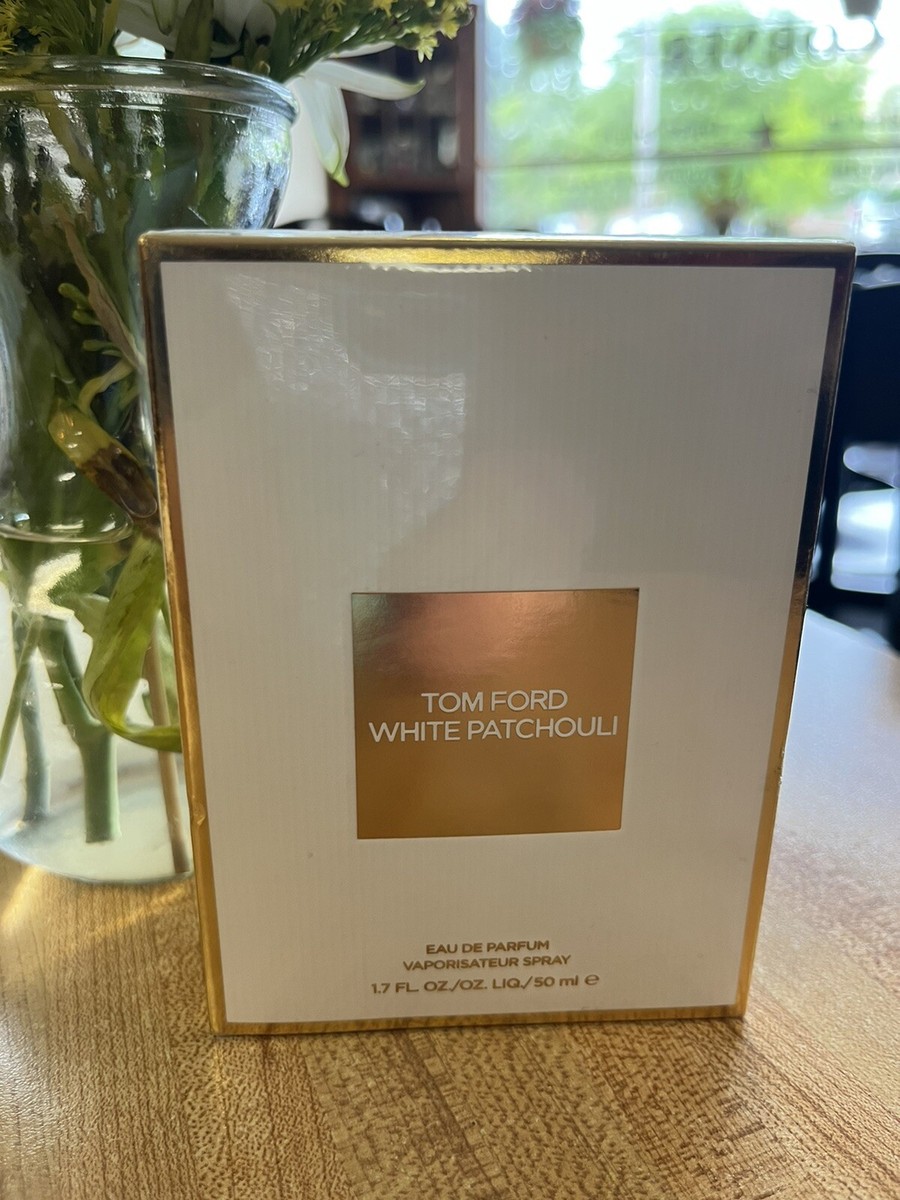 TOM FORD
WHITE PATCHOULI
EAU DE PARFUM
VAPORISATEUR SPRAY
1.7 FL. OZ./OZ. LIQ./50 ml ℮